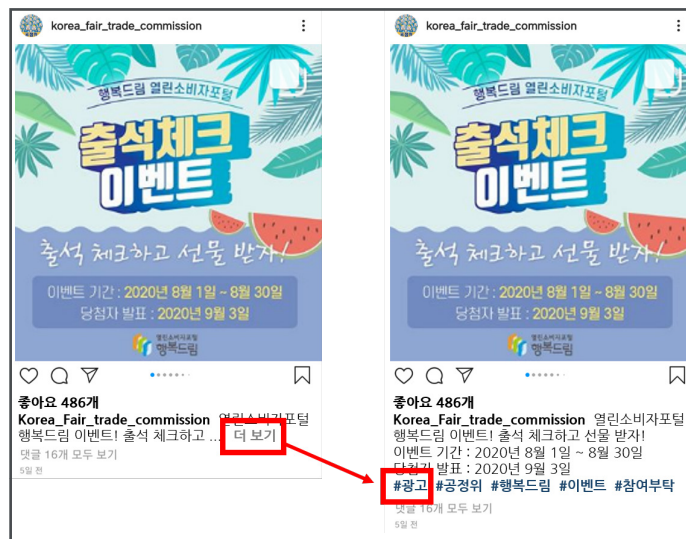 korea_fair_trade_commission
행복드림 열린소비자포털
출석체크
이벤트
출석 체크하고 선물 받자!
이벤트 기간 : 2020년 8월 1일 ~ 8월 30일
당첨자 발표 : 2020년 9월 3일
열린소비자포털
행복드림
좋아요 486개
Korea_Fair_trade_commission 열린소비자포털
행복드림 이벤트! 출석 체크하고 ... 더 보기
댓글 16개 모두 보기
5일 전
korea_fair_trade_commission
행복드림 열린소비자포털
출석체크
이벤트
출석 체크하고 선물 받자!
이벤트 기간 : 2020년 8월 1일 ~ 8월 30일
당첨자 발표 : 2020년 9월 3일
열린소비자포털
행복드림
좋아요 486개
Korea_Fair_trade_commission 열린소비자포털
행복드림 이벤트! 출석 체크하고 선물 받자!
이벤트 기간 : 2020년 8월 1일 ~ 8월 30일
당첨자 발표 : 2020년 9월 3일
#광고 #공정위 #행복드림 #이벤트 #참여부탁
댓글 16개 모두 보기
5일 전